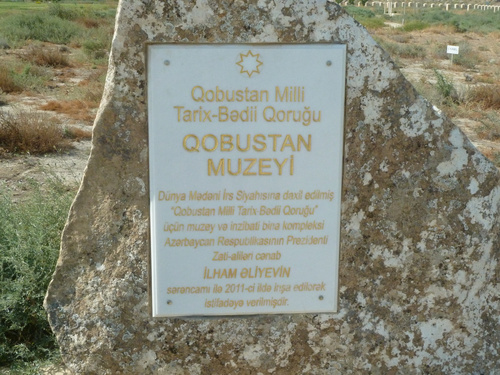 Qobustan Milli
Tarix-Bədii Qoruğu
QOBUSTAN
MUZEYİ
Dünya Mədəni İrs Siyahısına daxil edilmiş
"Qobustan Milli Tarix Bədii Qoruğu"
üçün muzey və inzibati bina kompleksi
Azərbaycan Respublikasının Prezidenti
Zati-aliləri cənab
İLHAM ƏLİYEVİN
sərəncamı ilə 2011-ci ildə inşa edilərək
istifadəyə verilmişdir.